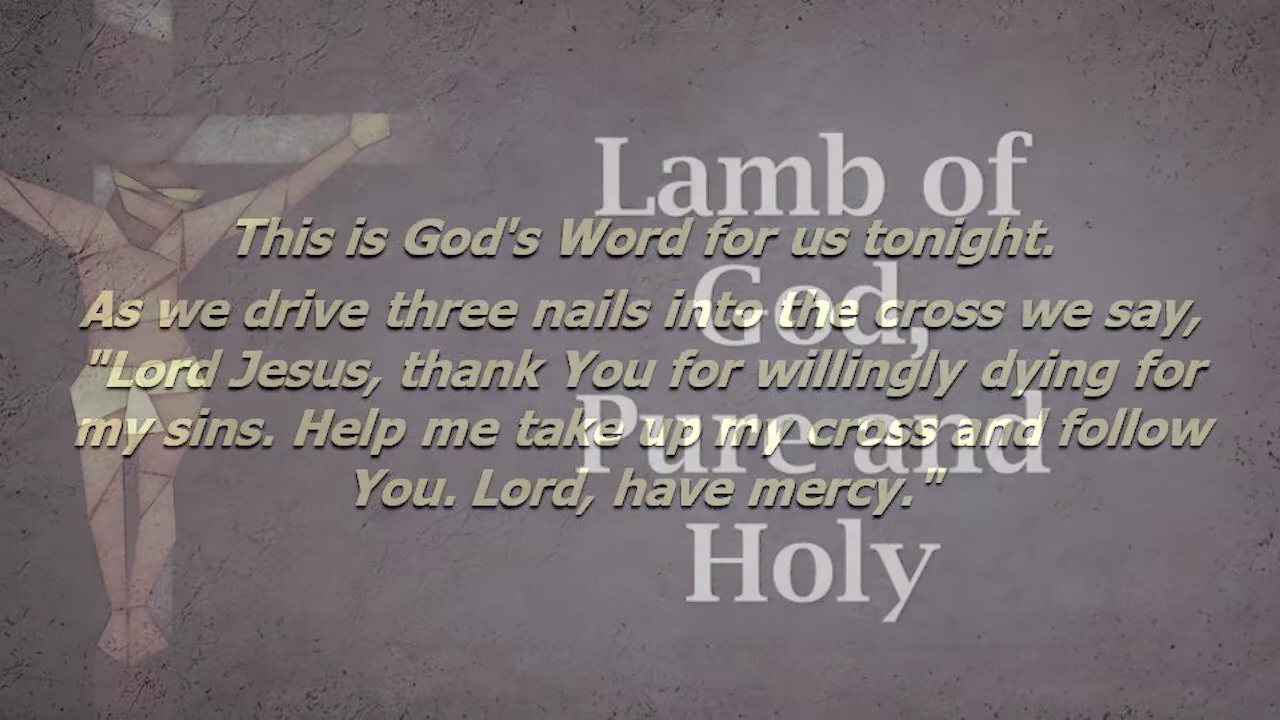 This is God's Word for us tonight.
As we drive three nails into the cross we say,
"Lord Jesus, thank You for willingly dying for
my sins. Help me take up my cross and follow
You. Lord, have mercy."
Lamb of
God,
Pure and
Holy